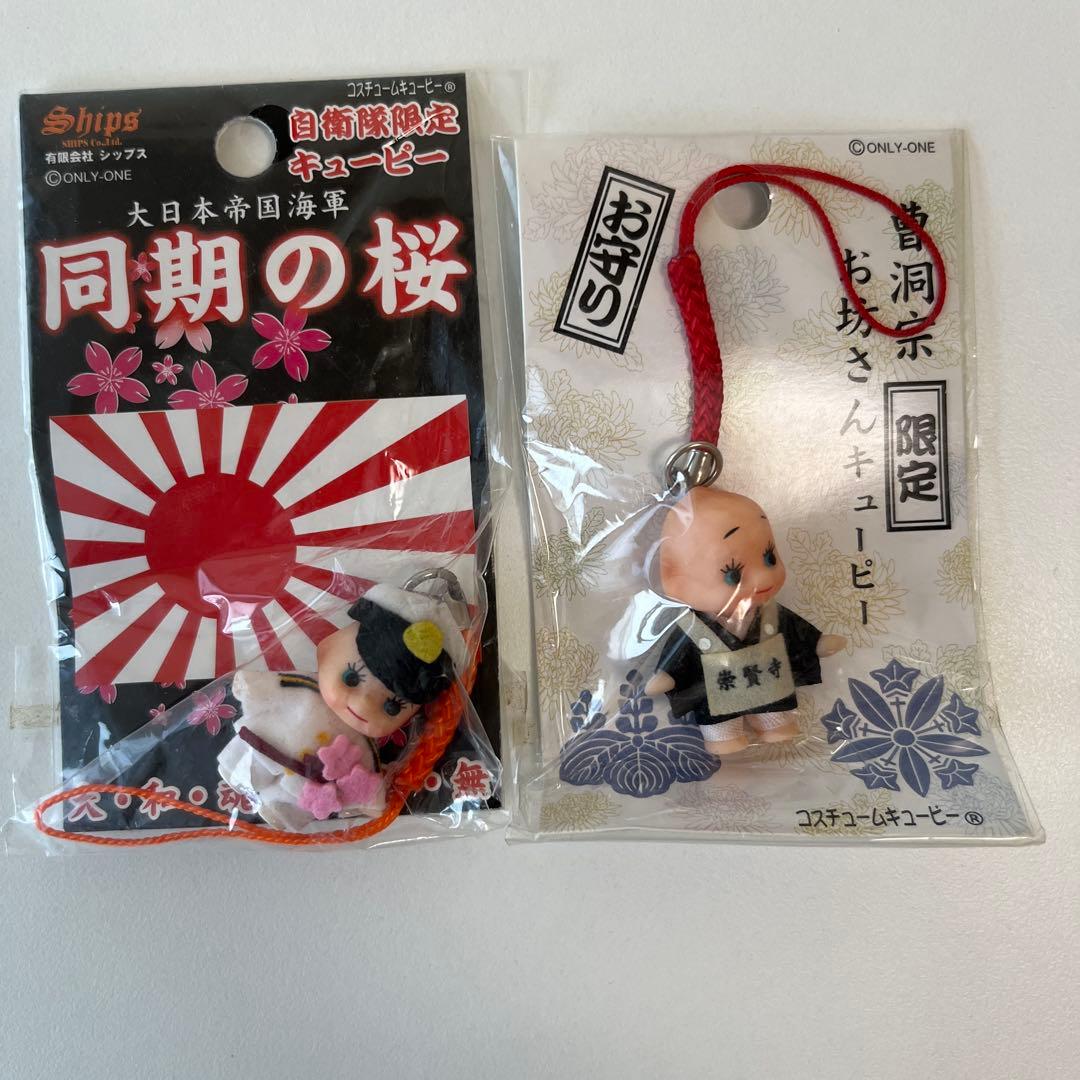 コスチュームキューピー®
Ships
SHIPS Co.,Ltd.
有限会社 シップス
©ONLY-ONE
自衛隊限定
キューピー
大日本帝国海軍
同期の桜
大・和・魂
・無
©ONLY-ONE
お守り
曹洞宗
お坊さんキューピー
限定
崇賢寺
コスチュームキューピー®